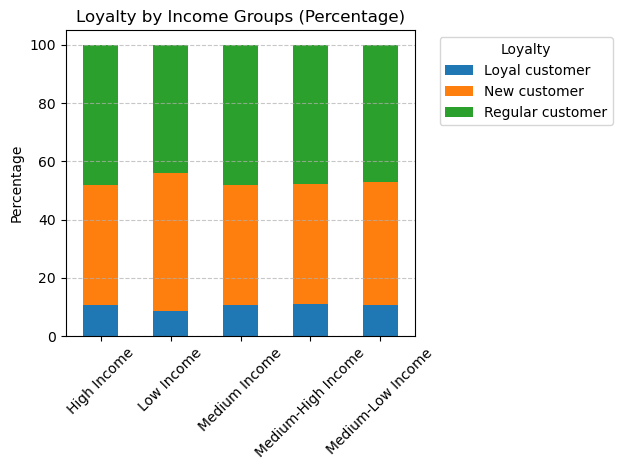 Loyalty by Income Groups (Percentage)
Loyalty
Loyal customer
New customer
Regular customer
Percentage
100
80
60
40
20
0
High Income
Low Income
Medium Income
Medium-High Income
Medium-Low Income